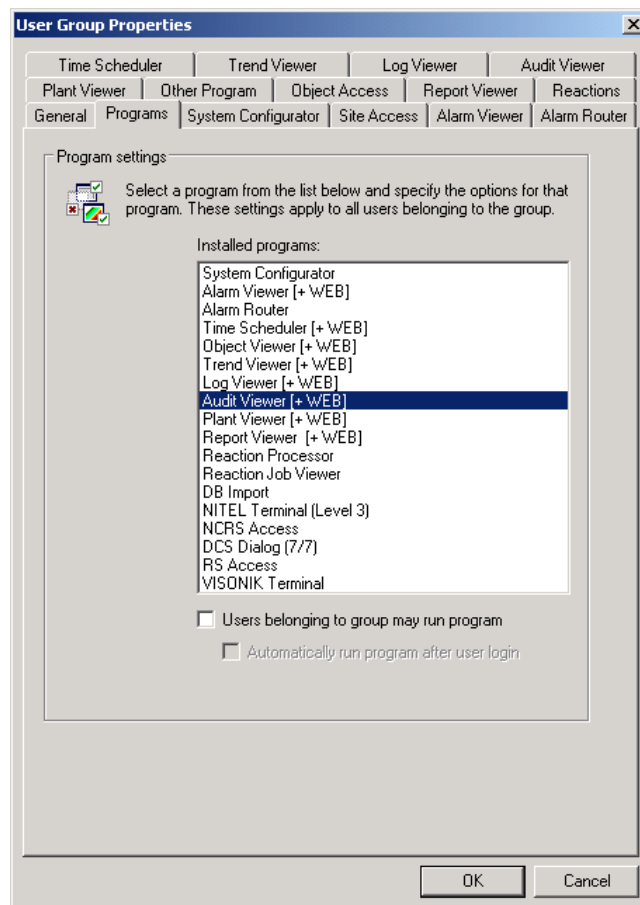 User Group Properties
Time Scheduler Trend Viewer Log Viewer Audit Viewer
Plant Viewer Other Program Object Access Report Viewer Reactions
General Programs System Configurator Site Access Alarm Viewer Alarm Router
Program settings
Select a program from the list below and specify the options for that
program. These settings apply to all users belonging to the group.
Installed programs:
System Configurator
Alarm Viewer [+ WEB]
Alarm Router
Time Scheduler [+ WEB]
Object Viewer [+ WEB]
Trend Viewer [+ WEB]
Log Viewer [+ WEB]
Audit Viewer [+ WEB]
Plant Viewer [+ WEB]
Report Viewer [+ WEB]
Reaction Processor
Reaction Job Viewer
DB Import
NITEL Terminal (Level 3)
NCRS Access
DCS Dialog (7/7)
RS Access
VISONIK Terminal
Users belonging to group may run program
Automatically run program after user login
OK Cancel